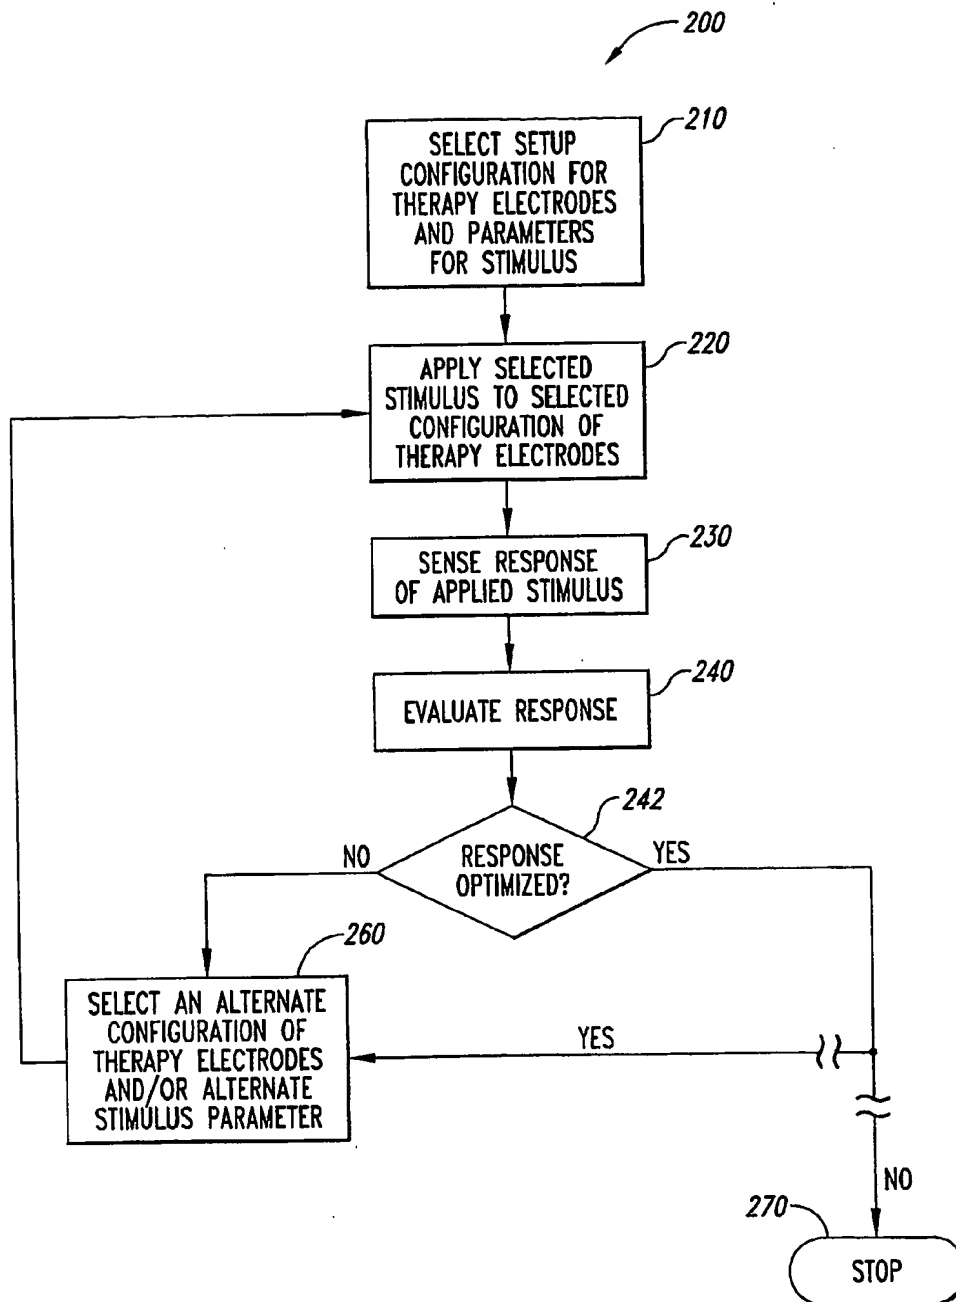 200
210
SELECT SETUP
CONFIGURATION FOR
THERAPY ELECTRODES
AND PARAMETERS
FOR STIMULUS
220
APPLY SELECTED
STIMULUS TO SELECTED
CONFIGURATION OF
THERAPY ELECTRODES
230
SENSE RESPONSE
OF APPLIED STIMULUS
240
EVALUATE RESPONSE
242
NO
RESPONSE
OPTIMIZED?
YES
260
SELECT AN ALTERNATE
CONFIGURATION OF
THERAPY ELECTRODES
AND/OR ALTERNATE
STIMULUS PARAMETER
YES
NO
270
STOP